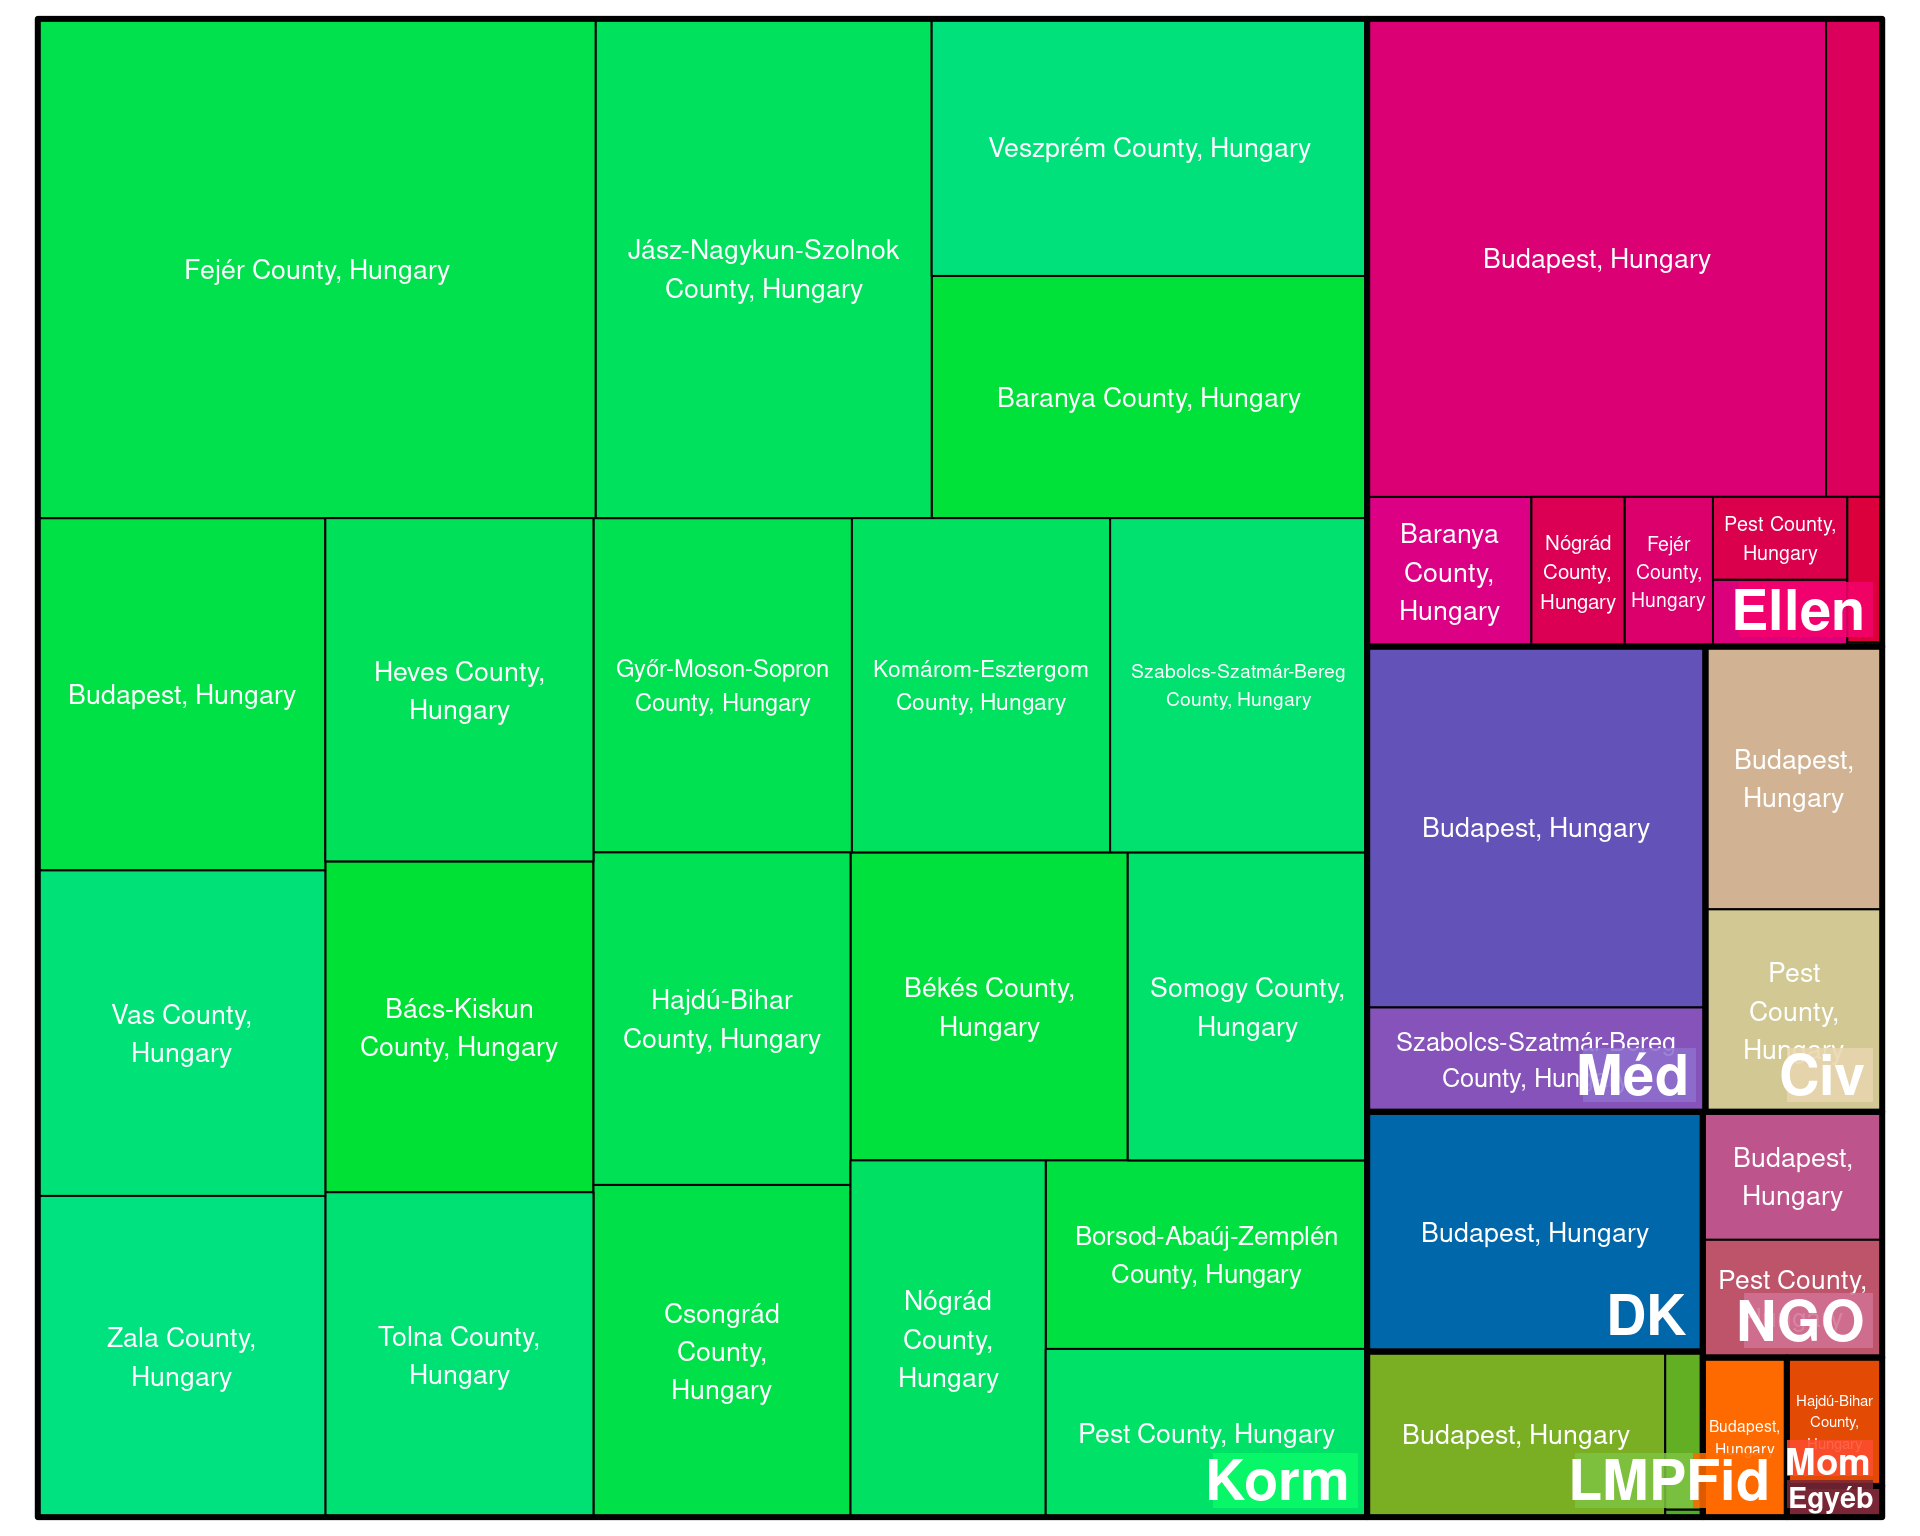 Fejér County, Hungary
Jász-Nagykun-Szolnok
County, Hungary
Veszprém County, Hungary
Baranya County, Hungary
Budapest, Hungary
Heves County,
Hungary
Győr-Moson-Sopron
County, Hungary
Komárom-Esztergom
County, Hungary
Szabolcs-Szatmár-Bereg
County, Hungary
Vas County,
Hungary
Bács-Kiskun
County, Hungary
Hajdú-Bihar
County, Hungary
Békés County,
Hungary
Somogy County,
Hungary
Zala County,
Hungary
Tolna County,
Hungary
Csongrád
County,
Hungary
Nógrád
County,
Hungary
Borsod-Abaúj-Zemplén
County, Hungary
Pest County, Hungary
Korm
Budapest, Hungary
Baranya
County,
Hungary
Nógrád
County,
Hungary
Fejér
County,
Hungary
Pest County,
Hungary
Ellen
Budapest, Hungary
Szabolcs-Szatmár-Bereg
County, Hungary
Méd
Budapest,
Hungary
Pest
County,
Hungary
Civ
Budapest, Hungary
DK
Budapest,
Hungary
Pest County,
NGO
Budapest, Hungary
LMP
Budapest,
Hungary
Fid
Hajdú-Bihar
County,
Hungary
Mom
Egyéb